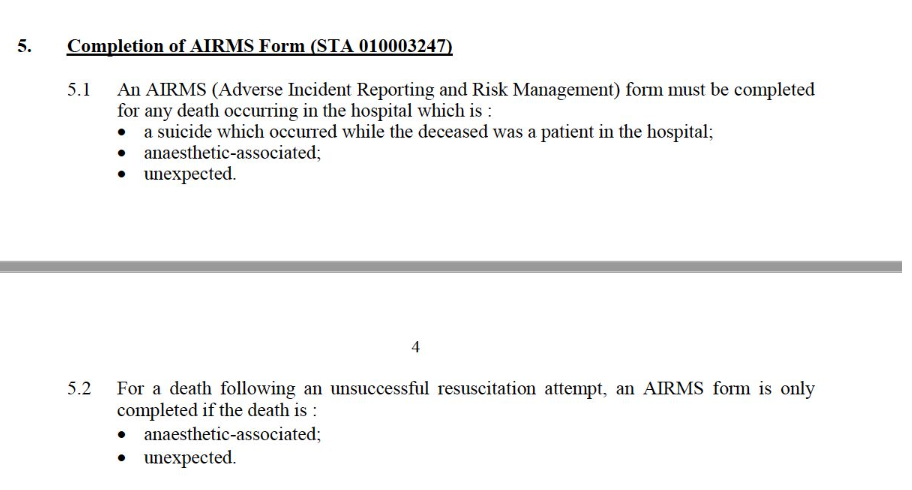 5. Completion of AIRMS Form (STA 010003247)
5.1 An AIRMS (Adverse Incident Reporting and Risk Management) form must be completed
for any death occurring in the hospital which is :
• a suicide which occurred while the deceased was a patient in the hospital;
• anaesthetic-associated;
• unexpected.
4
5.2 For a death following an unsuccessful resuscitation attempt, an AIRMS form is only
completed if the death is :
• anaesthetic-associated;
• unexpected.